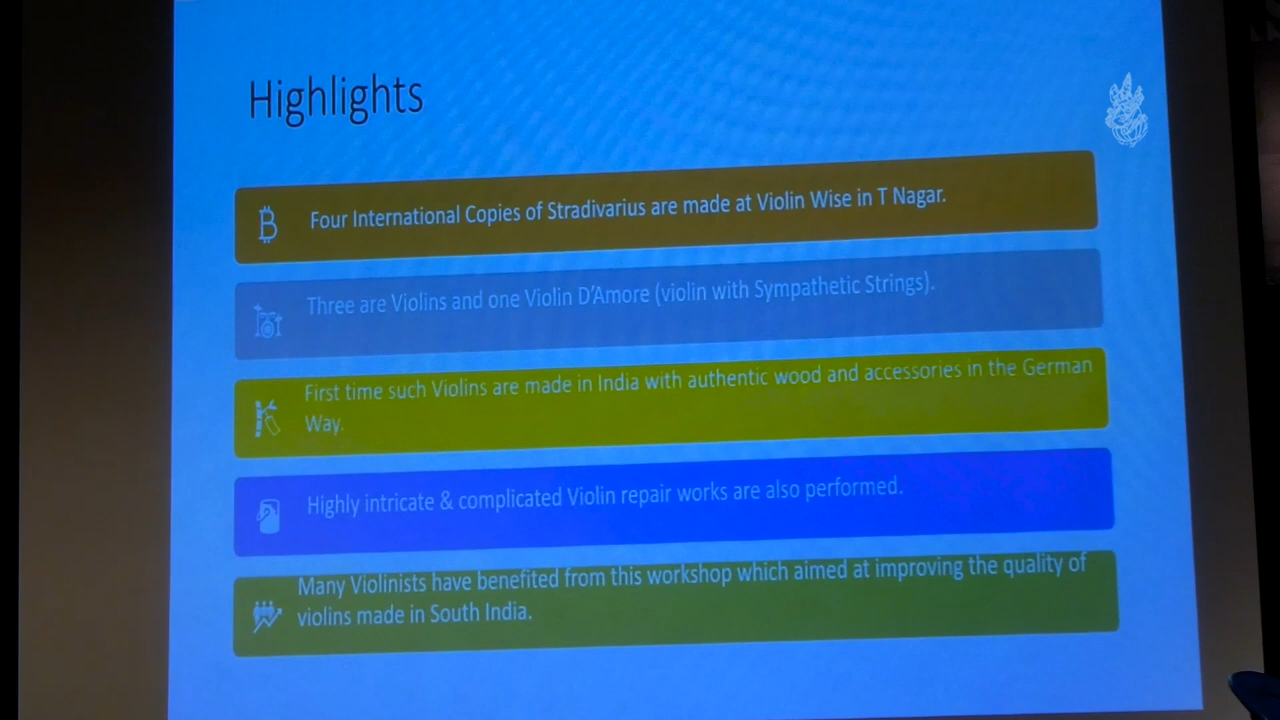 Highlights
Four International Copies of Stradivarius are made at Violin Wise in T Nagar.
Three are Violins and one Violin D'Amore (violin with Sympathetic Strings).
First time such Violins are made in India with authentic wood and accessories in the German
Way.
Highly intricate & complicated Violin repair works are also performed.
Many Violinists have benefited from this workshop which aimed at improving the quality of
violins made in South India.